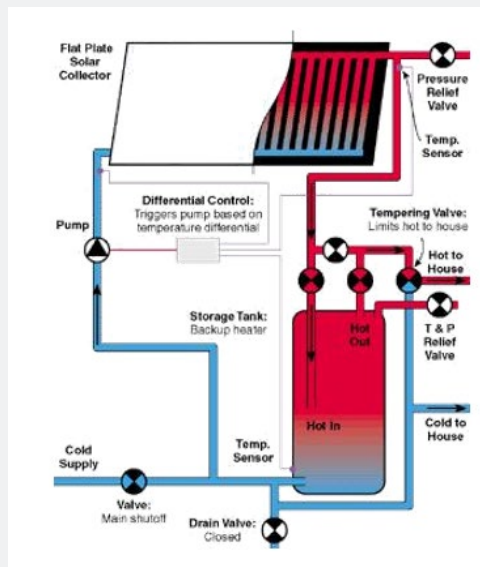 Flat Plate
Solar
Collector
Pressure
Relief
Valve
Temp.
Sensor
Differential Control:
Triggers pump based on
temperature differential
Pump
Tempering Valve:
Limits hot to house
Hot to
House
Storage Tank:
Backup heater
Hot
Out
T & P
Relief
Valve
Hot In
Cold to
House
Temp.
Sensor
Cold
Supply
Valve:
Main shutoff
Drain Valve:
Closed